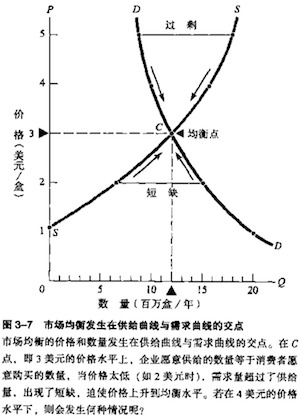 P
D
S
过剩
5
4
价格(美元/盒)
3
C
均衡点
2
短缺
1
S
D
0
5
10
15
20
Q
数量(百万盒/年)
图 3-7 市场均衡发生在供给曲线与需求曲线的交点
市场均衡的价格和数量发生在供给曲线与需求曲线的交点。在 C
点，即 3 美元的价格水平上，企业愿意供给的数量等于消费者愿
意购买的数量，当价格太低（如 2 美元时），需求量超过了供给
量，出现了短缺，迫使价格上升到均衡水平。若在 4 美元的价格
水平下，则会发生何种情况呢？